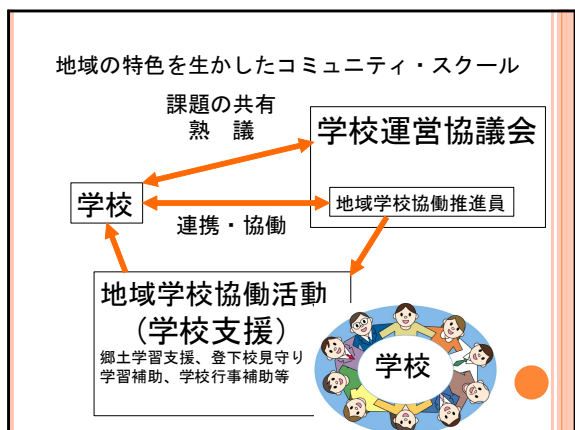 地域の特色を生かしたコミュニティ・スクール
課題の共有
熟　議
学校運営協議会
学校
地域学校協働推進員
連携・協働
地域学校協働活動
（学校支援）
郷土学習支援、登下校見守り
学習補助、学校行事補助等
学校